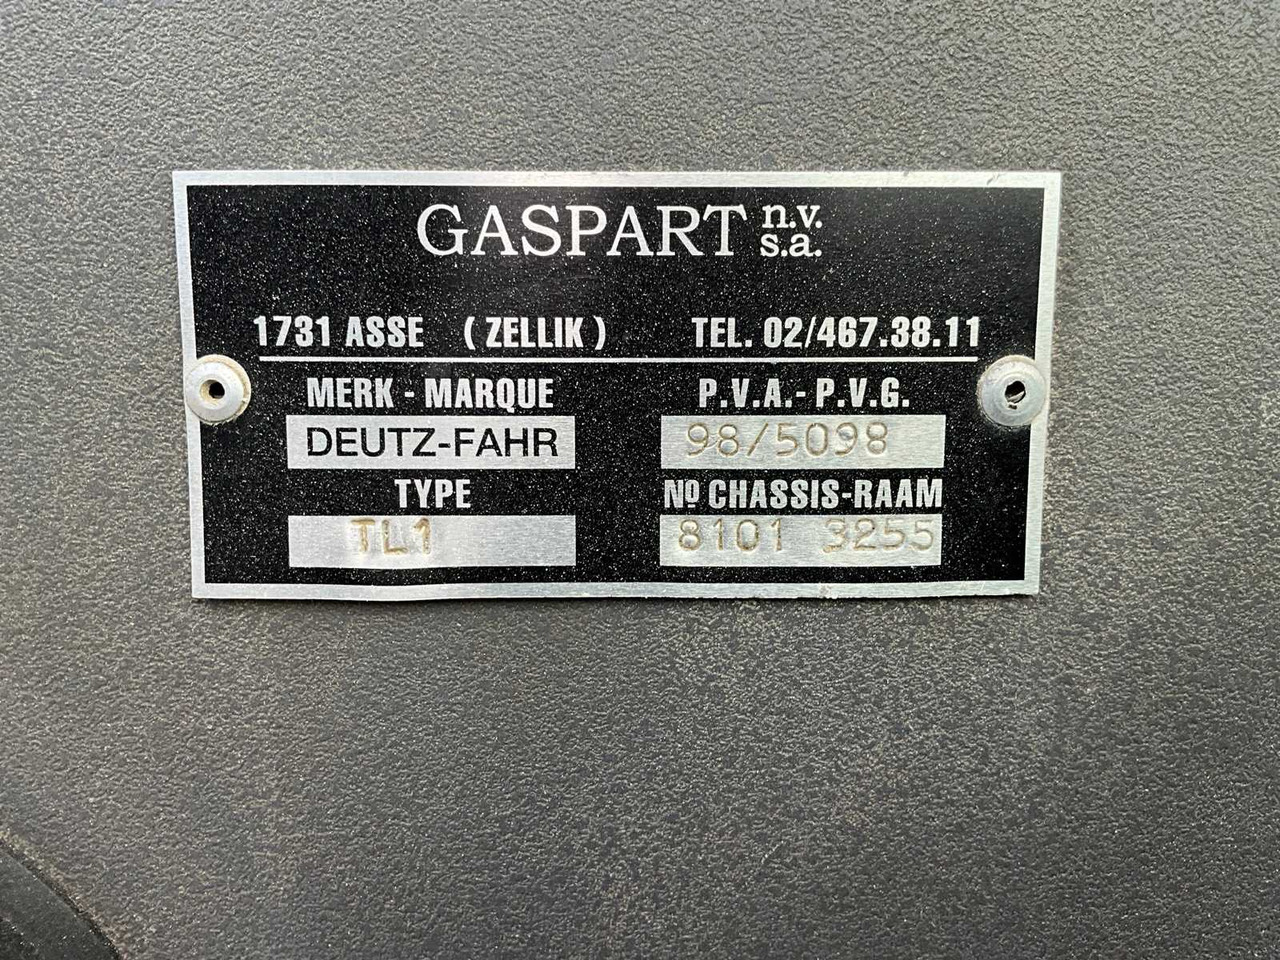 GASPART n.v. s.a.
1731 ASSE (ZELLIK) TEL. 02/467.38.11
MERK - MARQUE P.V.A.- P.V.G.
DEUTZ-FAHR 98/5098
TYPE Nº CHASSIS-RAAM
TL1 8101 3255